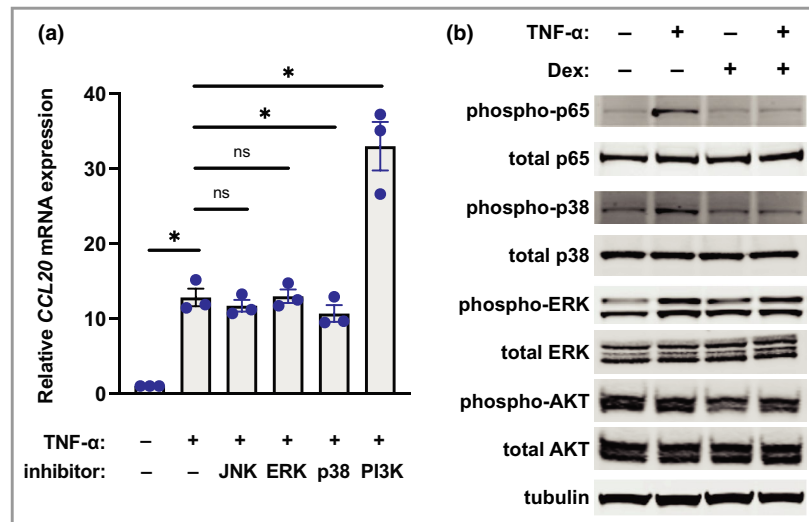 (a)
Relative CCL20 mRNA expression
40
30
20
10
0
*
*
ns
ns
*
TNF-α: – + + + + +
inhibitor: – – JNK ERK p38 PI3K
(b)
TNF-α: – + – +
Dex: – – + +
phospho-p65
total p65
phospho-p38
total p38
phospho-ERK
total ERK
phospho-AKT
total AKT
tubulin